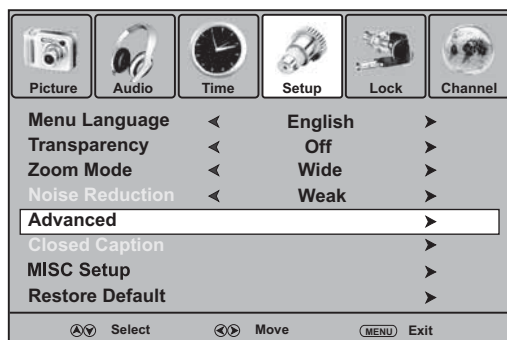 Picture Audio Time Setup Lock Channel
Menu Language English
Transparency Off
Zoom Mode Wide
Noise Reduction Weak
Advanced
Closed Caption
MISC Setup
Restore Default
Select Move MENU Exit